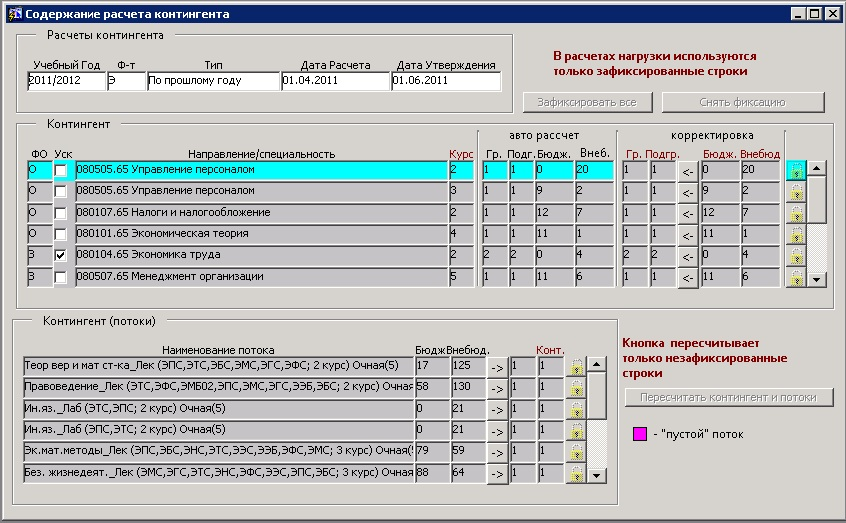 Содержание расчета контингента
Расчеты контингента
Учебный Год Ф-т Тип Дата Расчета Дата Утверждения
2011/2012 Э По прошлому году 01.04.2011 01.06.2011
В расчетах нагрузки используются
только зафиксированные строки
Зафиксировать все Снять фиксацию
Контингент
авто рассчет корректировка
ФО Уск Направление/специальность Курс Гр. Подг. Бюдж. Внеб. Гр. Подгр. Бюдж. Внебюд
О 080505.65 Управление персоналом 2 1 1 0 20 1 1 <- 0 20
О 080505.65 Управление персоналом 3 1 1 9 2 1 1 <- 9 2
О 080107.65 Налоги и налогообложение 2 1 1 12 7 1 1 <- 12 7
О 080101.65 Экономическая теория 4 1 1 11 1 1 1 <- 11 1
З 080104.65 Экономика труда 2 2 2 0 4 2 2 <- 0 4
З 080507.65 Менеджмент организации 5 1 1 11 6 1 1 <- 11 6
Контингент (потоки)
Наименование потока Бюдж Внебюд. Конт.
Теор вер и мат ст-ка_Лек (ЭПС,ЭТС,ЭБС,ЭМС,ЭГС,ЭФС; 2 курс) Очная(5) 17 125 -> 1 1
Правоведение_Лек (ЭТС,ЭФС,ЭМБ02,ЭПС,ЭМС,ЭГС,ЭЭБ,ЭБС; 2 курс) Очная 58 130 -> 1 1
Ин.яз._Лаб (ЭТС,ЭПС; 2 курс) Очная(5) 0 21 -> 1 1
Ин.яз._Лаб (ЭПС,ЭТС; 2 курс) Очная(5) 0 21 -> 1 1
Эк.мат.методы_Лек (ЭПС,ЭБС,ЭНС,ЭТС,ЭЭС,ЭЭБ,ЭФС,ЭМС; 3 курс) Очная( 79 59 -> 1 1
Без. жизнедеят._Лек (ЭМС,ЭГС,ЭТС,ЭНС,ЭФС,ЭЭС,ЭПС,ЭБС; 3 курс) Очная 88 64 -> 1 1
Кнопка пересчитывает
только незафиксированные
строки
Пересчитать контингент и потоки
- "пустой" поток